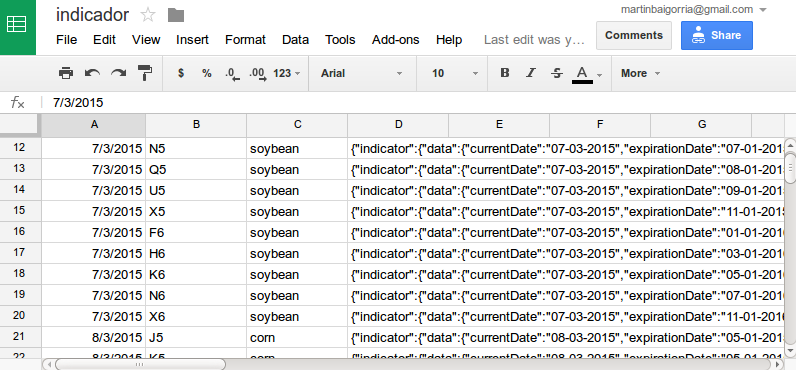 indicador martinbaigorria@gmail.com
File Edit View Insert Format Data Tools Add-ons Help Last edit was y… Comments Share
$ % .0 .00 123 Arial 10 B I S A More
fx 7/3/2015
A B C D E F G
12 7/3/2015 N5 soybean {"indicator":{"data":{"currentDate":"07-03-2015","expirationDate":"07-01-201
13 7/3/2015 Q5 soybean {"indicator":{"data":{"currentDate":"07-03-2015","expirationDate":"08-01-201
14 7/3/2015 U5 soybean {"indicator":{"data":{"currentDate":"07-03-2015","expirationDate":"09-01-201
15 7/3/2015 X5 soybean {"indicator":{"data":{"currentDate":"07-03-2015","expirationDate":"11-01-2015
16 7/3/2015 F6 soybean {"indicator":{"data":{"currentDate":"07-03-2015","expirationDate":"01-01-201
17 7/3/2015 H6 soybean {"indicator":{"data":{"currentDate":"07-03-2015","expirationDate":"03-01-201
18 7/3/2015 K6 soybean {"indicator":{"data":{"currentDate":"07-03-2015","expirationDate":"05-01-201
19 7/3/2015 N6 soybean {"indicator":{"data":{"currentDate":"07-03-2015","expirationDate":"07-01-201
20 7/3/2015 X6 soybean {"indicator":{"data":{"currentDate":"07-03-2015","expirationDate":"11-01-2016
21 8/3/2015 J5 corn {"indicator":{"data":{"currentDate":"08-03-2015","expirationDate":"05-01-201
22 8/3/2015 K5 corn {"indicator":{"data":{"currentDate":"08-03-2015","expirationDate":"05-01-201